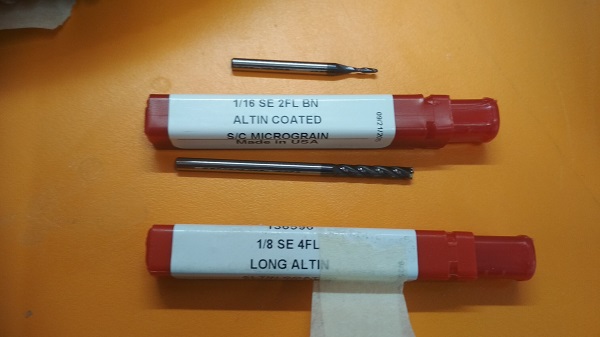 1/16 SE 2FL BN
ALTIN COATED
S/C MICROGRAIN
Made in USA
1/8 SE 4FL
LONG ALTIN